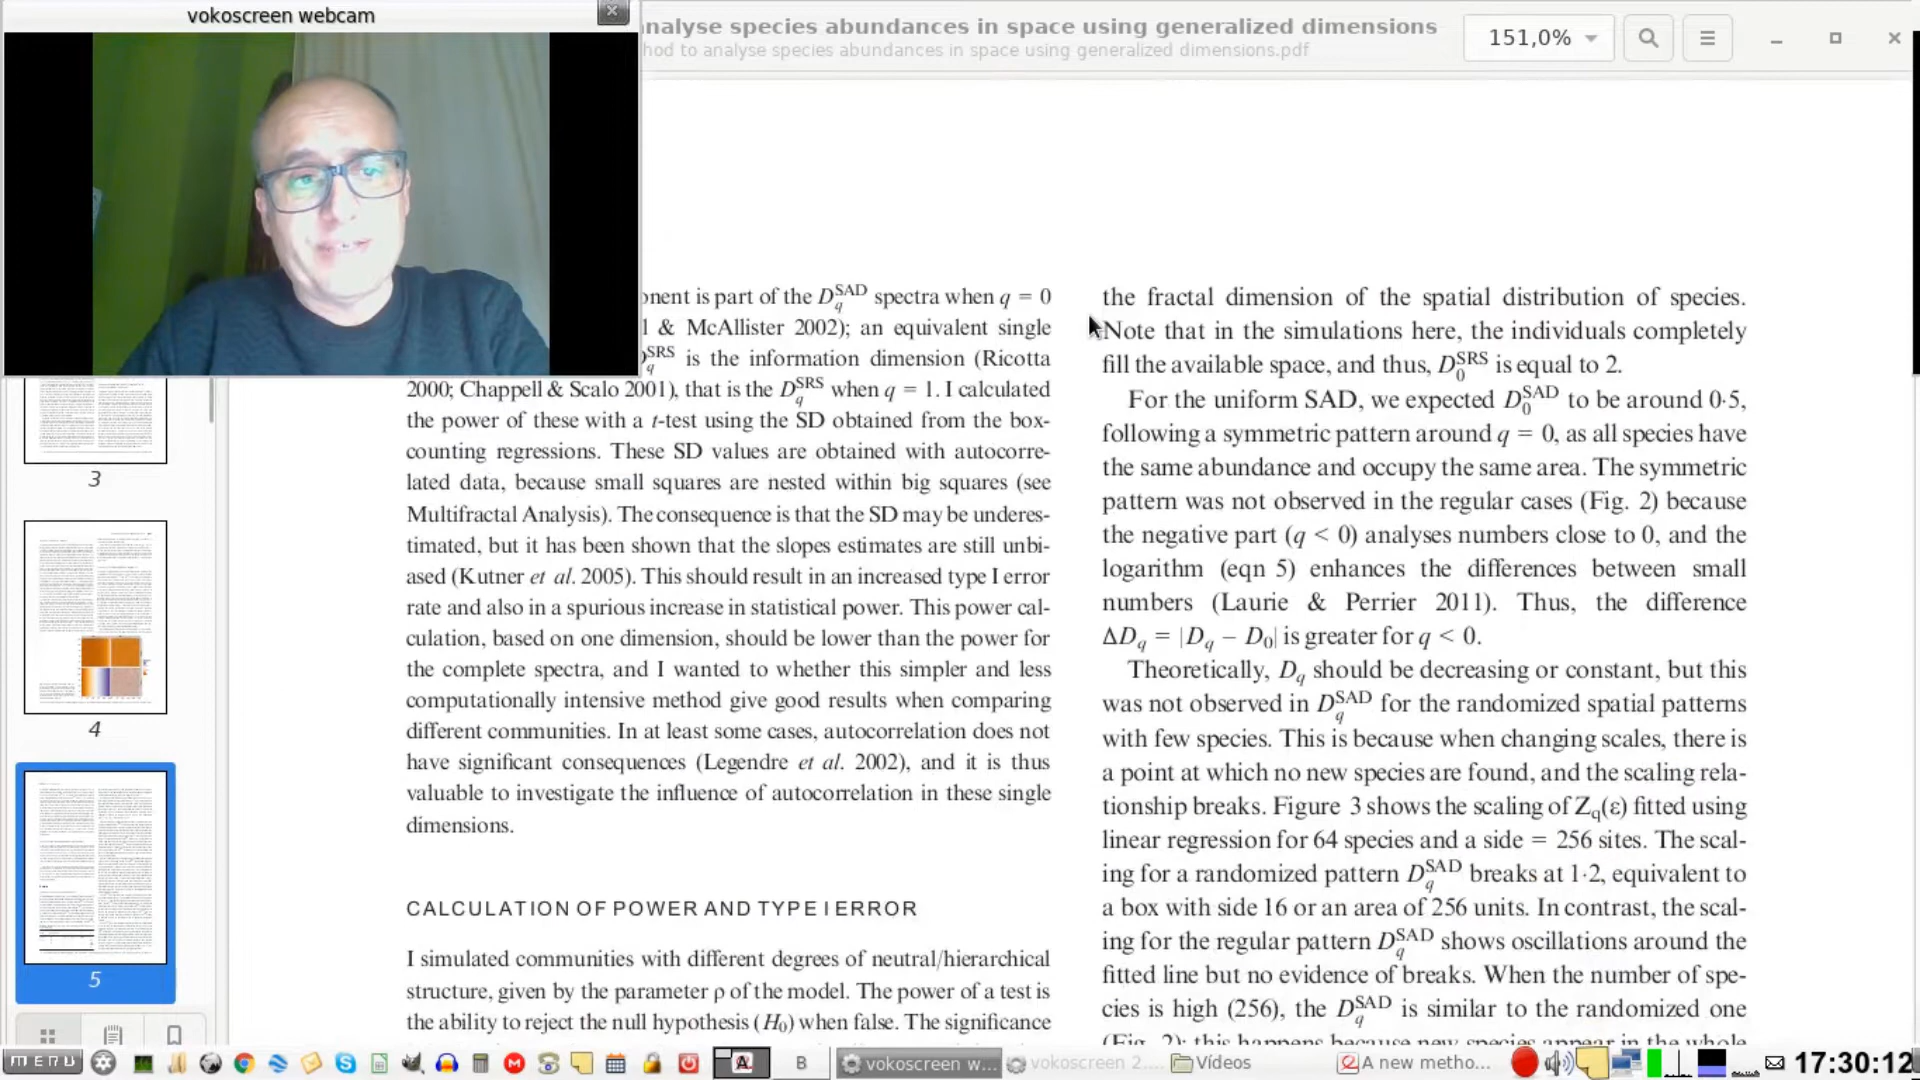 vokoscreen webcam
nalyse species abundances in space using generalized dimensions
hod to analyse species abundances in space using generalized dimensions.pdf
151,0%
3
4
5
onent is part of the D_q^SAD spectra when q = 0
l & McAllister 2002); an equivalent single
_q^SRS is the information dimension (Ricotta
2000; Chappell & Scalo 2001), that is the D_q^SRS when q = 1. I calculated
the power of these with a t-test using the SD obtained from the box-
counting regressions. These SD values are obtained with autocorre-
lated data, because small squares are nested within big squares (see
Multifractal Analysis). The consequence is that the SD may be underes-
timated, but it has been shown that the slopes estimates are still unbi-
ased (Kutner et al. 2005). This should result in an increased type I error
rate and also in a spurious increase in statistical power. This power cal-
culation, based on one dimension, should be lower than the power for
the complete spectra, and I wanted to whether this simpler and less
computationally intensive method give good results when comparing
different communities. In at least some cases, autocorrelation does not
have significant consequences (Legendre et al. 2002), and it is thus
valuable to investigate the influence of autocorrelation in these single
dimensions.
CALCULATION OF POWER AND TYPE I ERROR
I simulated communities with different degrees of neutral/hierarchical
structure, given by the parameter ρ of the model. The power of a test is
the ability to reject the null hypothesis (H₀) when false. The significance
the fractal dimension of the spatial distribution of species.
Note that in the simulations here, the individuals completely
fill the available space, and thus, D_0^SRS is equal to 2.
For the uniform SAD, we expected D_0^SAD to be around 0·5,
following a symmetric pattern around q = 0, as all species have
the same abundance and occupy the same area. The symmetric
pattern was not observed in the regular cases (Fig. 2) because
the negative part (q < 0) analyses numbers close to 0, and the
logarithm (eqn 5) enhances the differences between small
numbers (Laurie & Perrier 2011). Thus, the difference
ΔD_q = |D_q − D₀| is greater for q < 0.
Theoretically, D_q should be decreasing or constant, but this
was not observed in D_q^SAD for the randomized spatial patterns
with few species. This is because when changing scales, there is
a point at which no new species are found, and the scaling rela-
tionship breaks. Figure 3 shows the scaling of Z_q(ε) fitted using
linear regression for 64 species and a side = 256 sites. The scal-
ing for a randomized pattern D_q^SAD breaks at 1·2, equivalent to
a box with side 16 or an area of 256 units. In contrast, the scal-
ing for the regular pattern D_q^SAD shows oscillations around the
fitted line but no evidence of breaks. When the number of spe-
cies is high (256), the D_q^SAD is similar to the randomized one
(Fig. 2); this happens because new species appear in the whole
MENU
A
B
vokoscreen w...
vokoscreen 2....
Vídeos
A new metho...
17:30:12